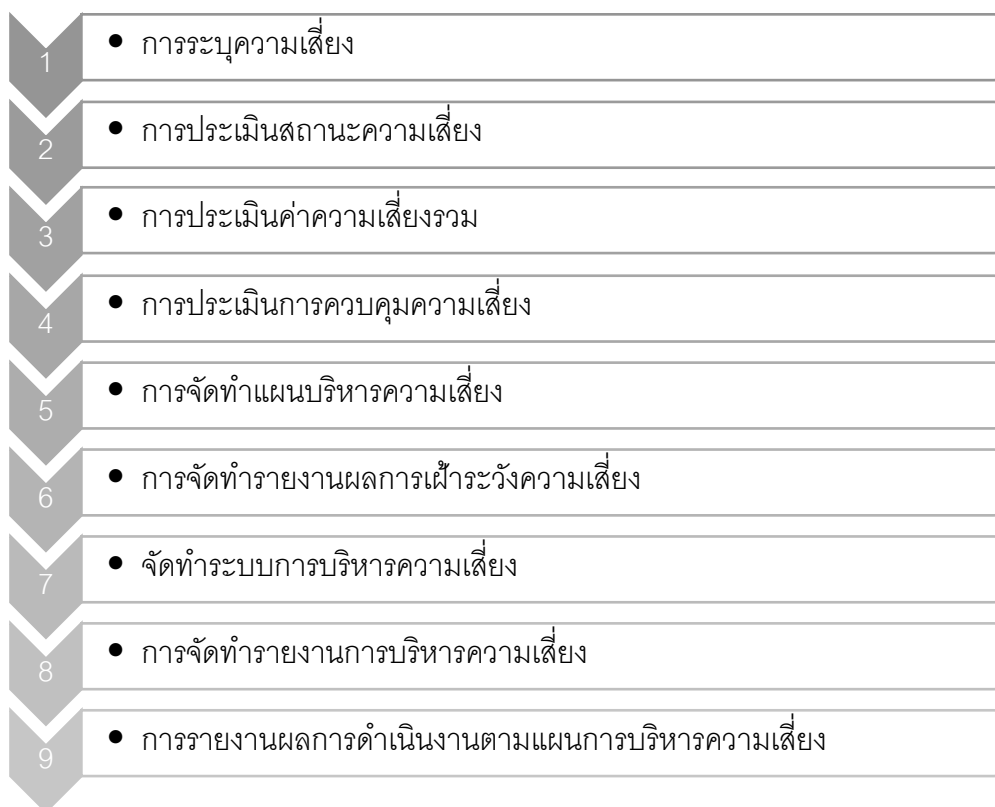 1 • การระบุความเสี่ยง
2 • การประเมินสถานะความเสี่ยง
3 • การประเมินค่าความเสี่ยงรวม
4 • การประเมินการควบคุมความเสี่ยง
5 • การจัดทำแผนบริหารความเสี่ยง
6 • การจัดทำรายงานผลการเฝ้าระวังความเสี่ยง
7 • จัดทำระบบการบริหารความเสี่ยง
8 • การจัดทำรายงานการบริหารความเสี่ยง
9 • การรายงานผลการดำเนินงานตามแผนการบริหารความเสี่ยง